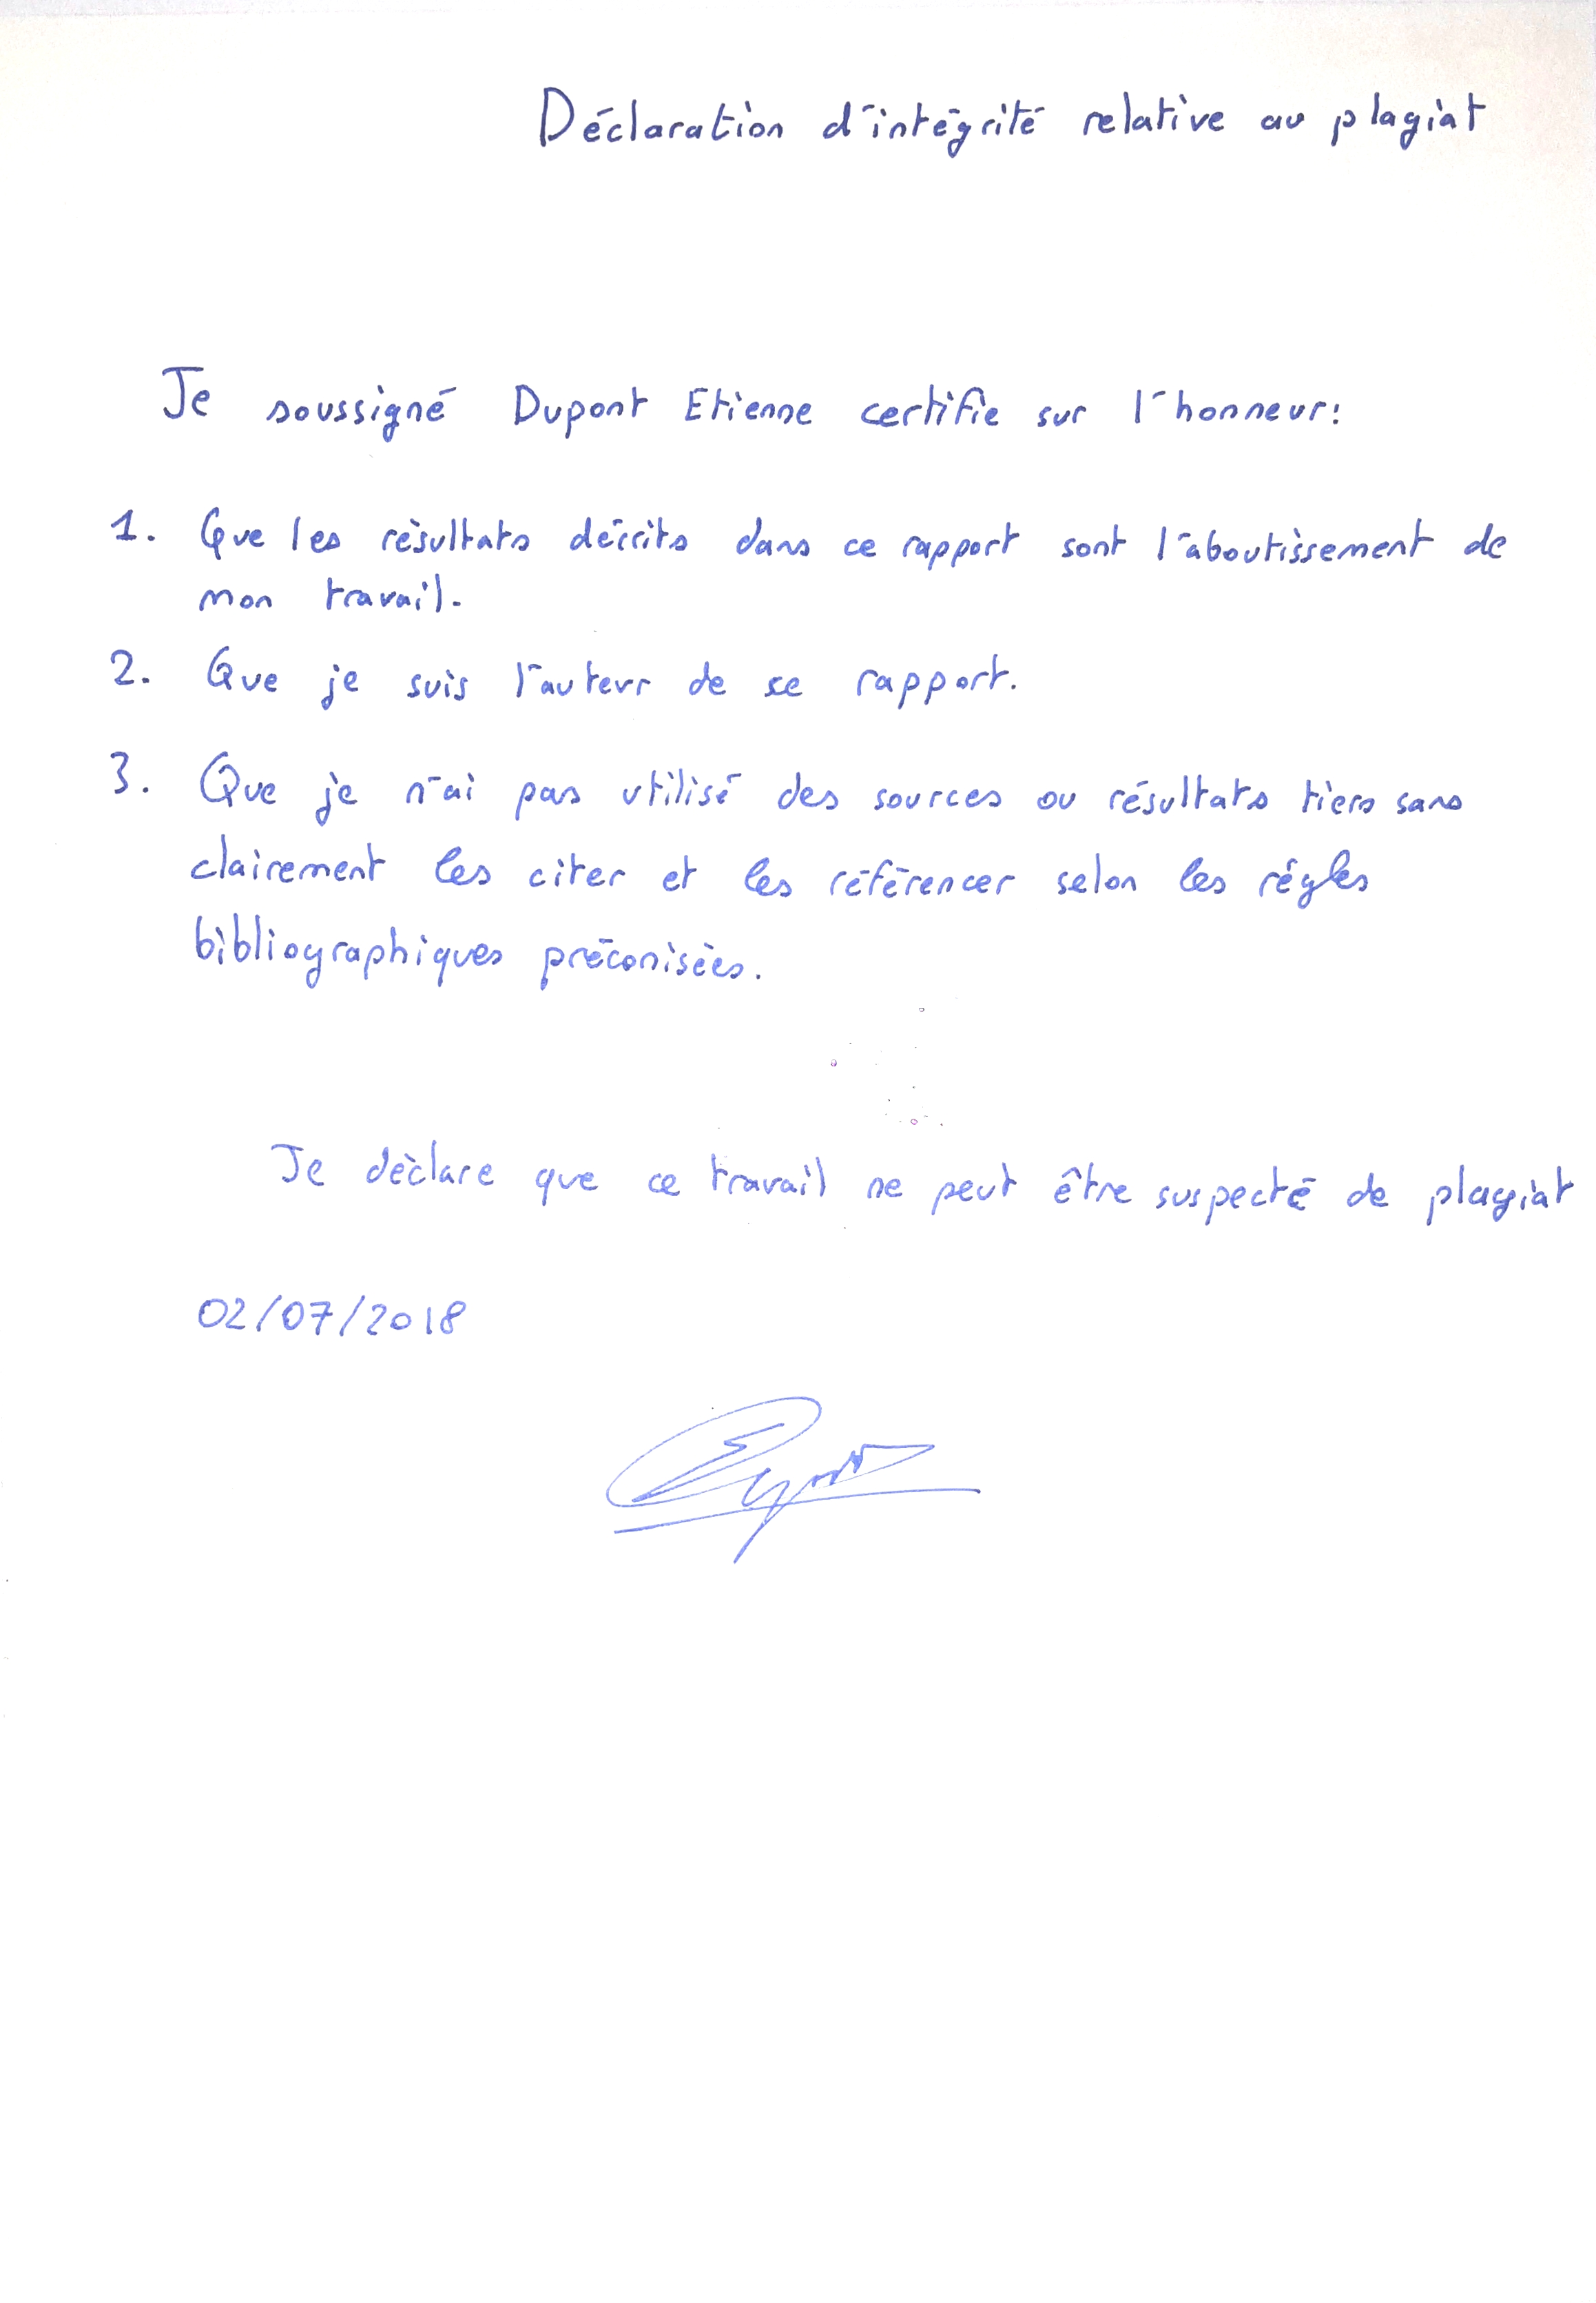 Déclaration d'intégrité relative au plagiat
Je soussigné Dupont Etienne certifie sur l'honneur:
1. Que les résultats décrits dans ce rapport sont l'aboutissement de
mon travail.
2. Que je suis l'auteur de se rapport.
3. Que je n'ai pas utilisé des sources ou résultats tiers sans
clairement les citer et les référencer selon les régles
bibliographiques préconisées.
Je déclare que ce travail ne peut être suspecté de plagiat
02/07/2018